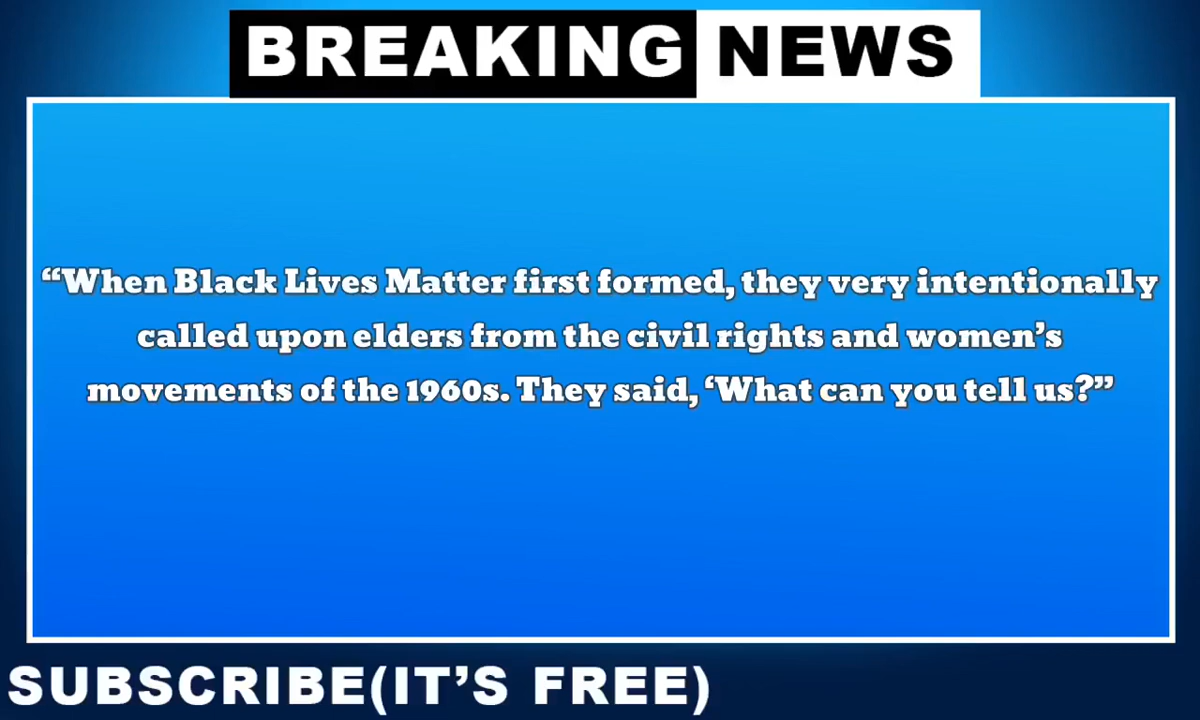 BREAKING NEWS
“When Black Lives Matter first formed, they very intentionally
called upon elders from the civil rights and women’s
movements of the 1960s. They said, ‘What can you tell us?”
SUBSCRIBE(IT’S FREE)